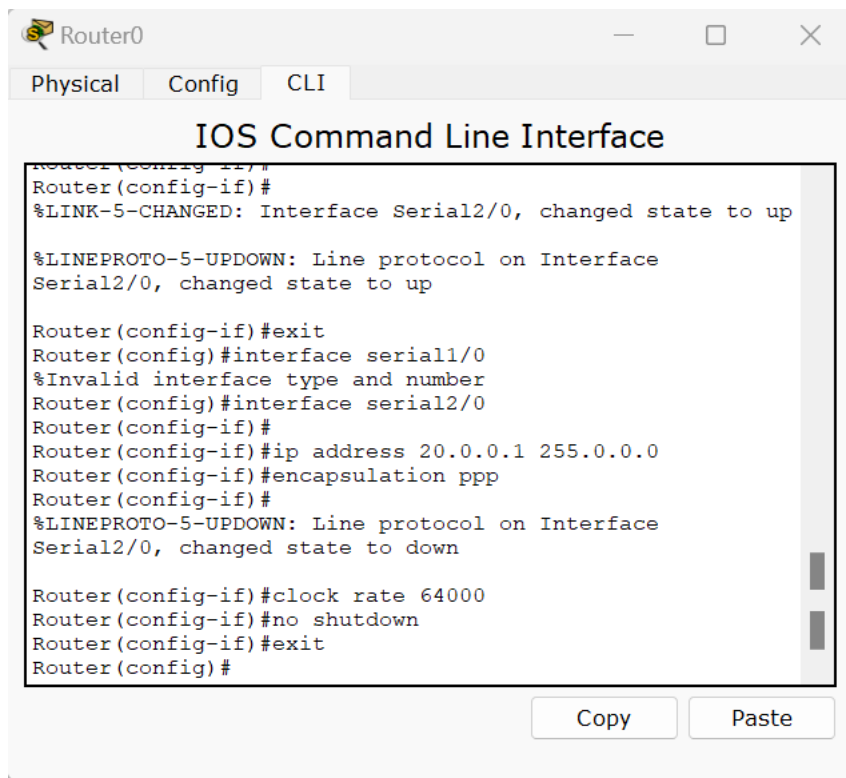 Router0
Physical Config CLI
IOS Command Line Interface
Router(config-if)#
Router(config-if)#
%LINK-5-CHANGED: Interface Serial2/0, changed state to up
%LINEPROTO-5-UPDOWN: Line protocol on Interface
Serial2/0, changed state to up
Router(config-if)#exit
Router(config)#interface serial1/0
%Invalid interface type and number
Router(config)#interface serial2/0
Router(config-if)#
Router(config-if)#ip address 20.0.0.1 255.0.0.0
Router(config-if)#encapsulation ppp
Router(config-if)#
%LINEPROTO-5-UPDOWN: Line protocol on Interface
Serial2/0, changed state to down
Router(config-if)#clock rate 64000
Router(config-if)#no shutdown
Router(config-if)#exit
Router(config)#
Copy Paste